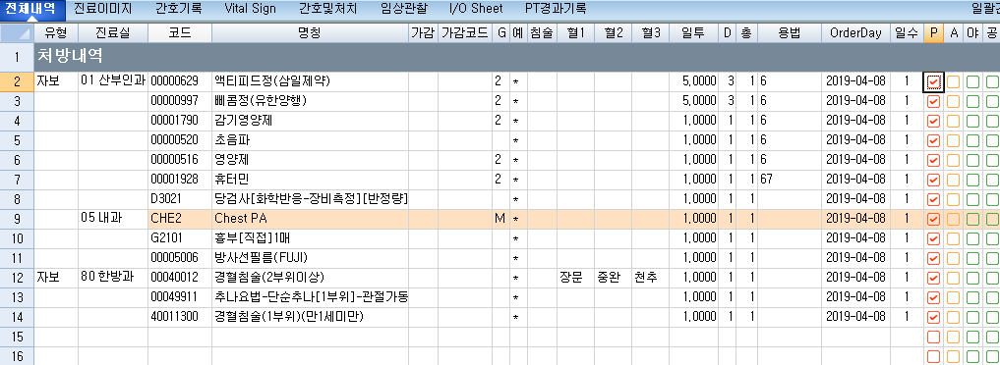 전체내역 진료이미지 간호기록 Vital Sign 간호및처치 임상관찰 I/O Sheet PT경과기록 일괄
유형 진료실 코드 명칭 가감 가감코드 G 예 침술 혈1 혈2 혈3 일투 D 총 용법 OrderDay 일수 P A 야 공
1 처방내역
2 자보 01 산부인과 00000629 액티피드정(삼일제약) 2 * 5,0000 3 1 6 2019-04-08 1
3 00000997 삐콤정(유한양행) 2 * 5,0000 3 1 6 2019-04-08 1
4 00001790 감기영양제 2 * 1,0000 1 1 6 2019-04-08 1
5 00000520 초음파 * 1,0000 1 1 6 2019-04-08 1
6 00000516 영양제 2 * 1,0000 1 1 6 2019-04-08 1
7 00001928 휴터민 2 * 1,0000 1 1 67 2019-04-08 1
8 D3021 당검사[화학반응-장비측정][반정량] * 1,0000 1 1 2019-04-08 1
9 05 내과 CHE2 Chest PA M * 1,0000 1 1 2019-04-08 1
10 G2101 흉부[직접]1매 * 1,0000 1 1 2019-04-08 1
11 00005006 방사선필름(FUJI) * 1,0000 1 1 2019-04-08 1
12 자보 80 한방과 00040012 경혈침술(2부위이상) * 장문 중완 천추 1,0000 1 1 2019-04-08 1
13 00049911 추나요법-단순추나[1부위]-관절가동 * 1,0000 1 1 2019-04-08 1
14 40011300 경혈침술(1부위)(만1세미만) * 1,0000 1 1 2019-04-08 1
15
16